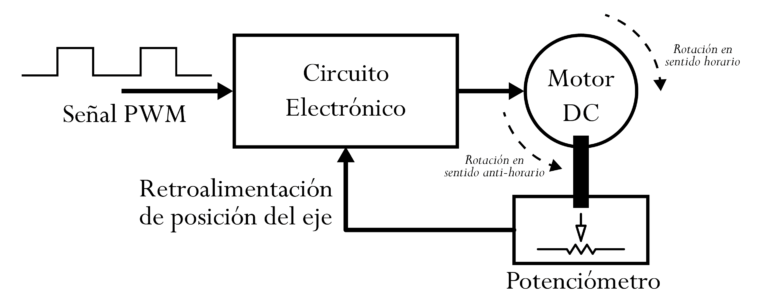 Señal PWM
Circuito
Electrónico
Motor
DC
Rotación en
sentido horario
Rotación en
sentido anti-horario
Retroalimentación
de posición del eje
Potenciómetro